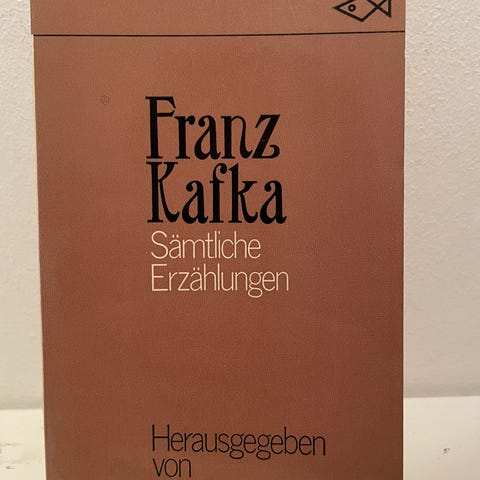 Franz
Kafka
Sämtliche
Erzählungen
Herausgegeben
von